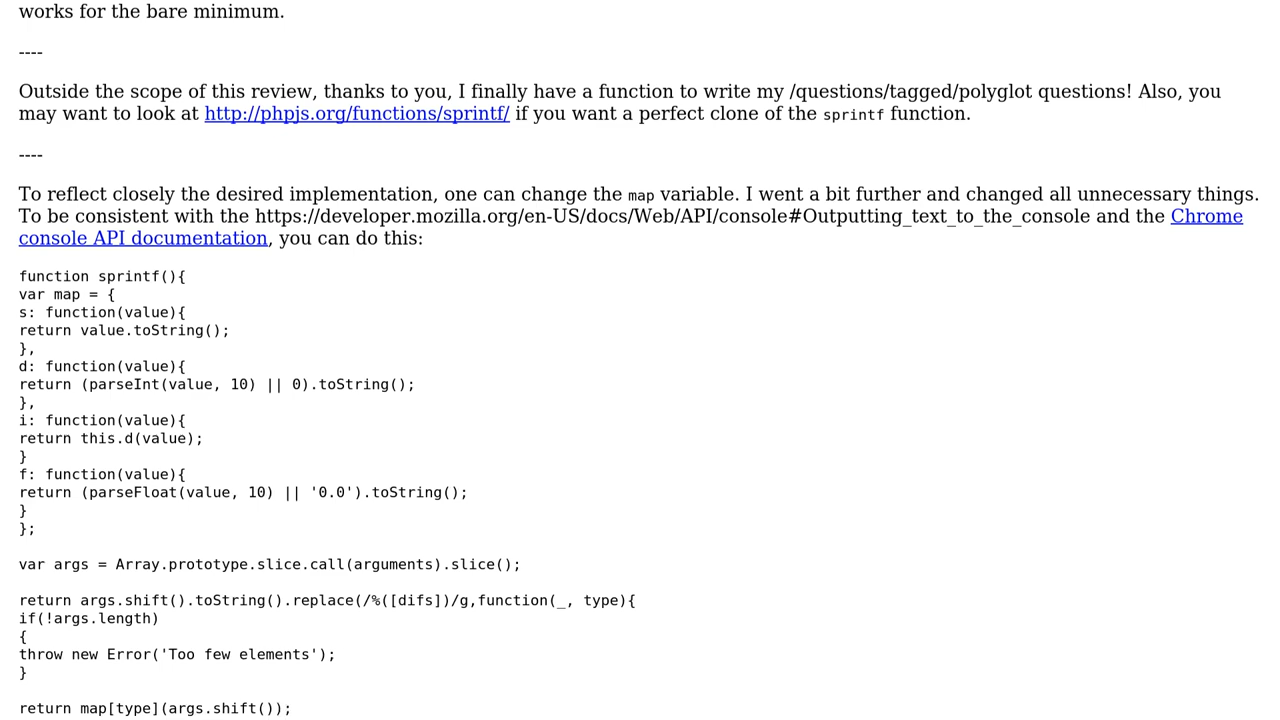 works for the bare minimum.
----
Outside the scope of this review, thanks to you, I finally have a function to write my /questions/tagged/polyglot questions! Also, you
may want to look at http://phpjs.org/functions/sprintf/ if you want a perfect clone of the sprintf function.
----
To reflect closely the desired implementation, one can change the map variable. I went a bit further and changed all unnecessary things.
To be consistent with the https://developer.mozilla.org/en-US/docs/Web/API/console#Outputting_text_to_the_console and the Chrome
console API documentation, you can do this:
function sprintf(){
var map = {
s: function(value){
return value.toString();
},
d: function(value){
return (parseInt(value, 10) || 0).toString();
},
i: function(value){
return this.d(value);
}
f: function(value){
return (parseFloat(value, 10) || '0.0').toString();
}
};
var args = Array.prototype.slice.call(arguments).slice();
return args.shift().toString().replace(/%([difs])/g,function(_, type){
if(!args.length)
{
throw new Error('Too few elements');
}
return map[type](args.shift());